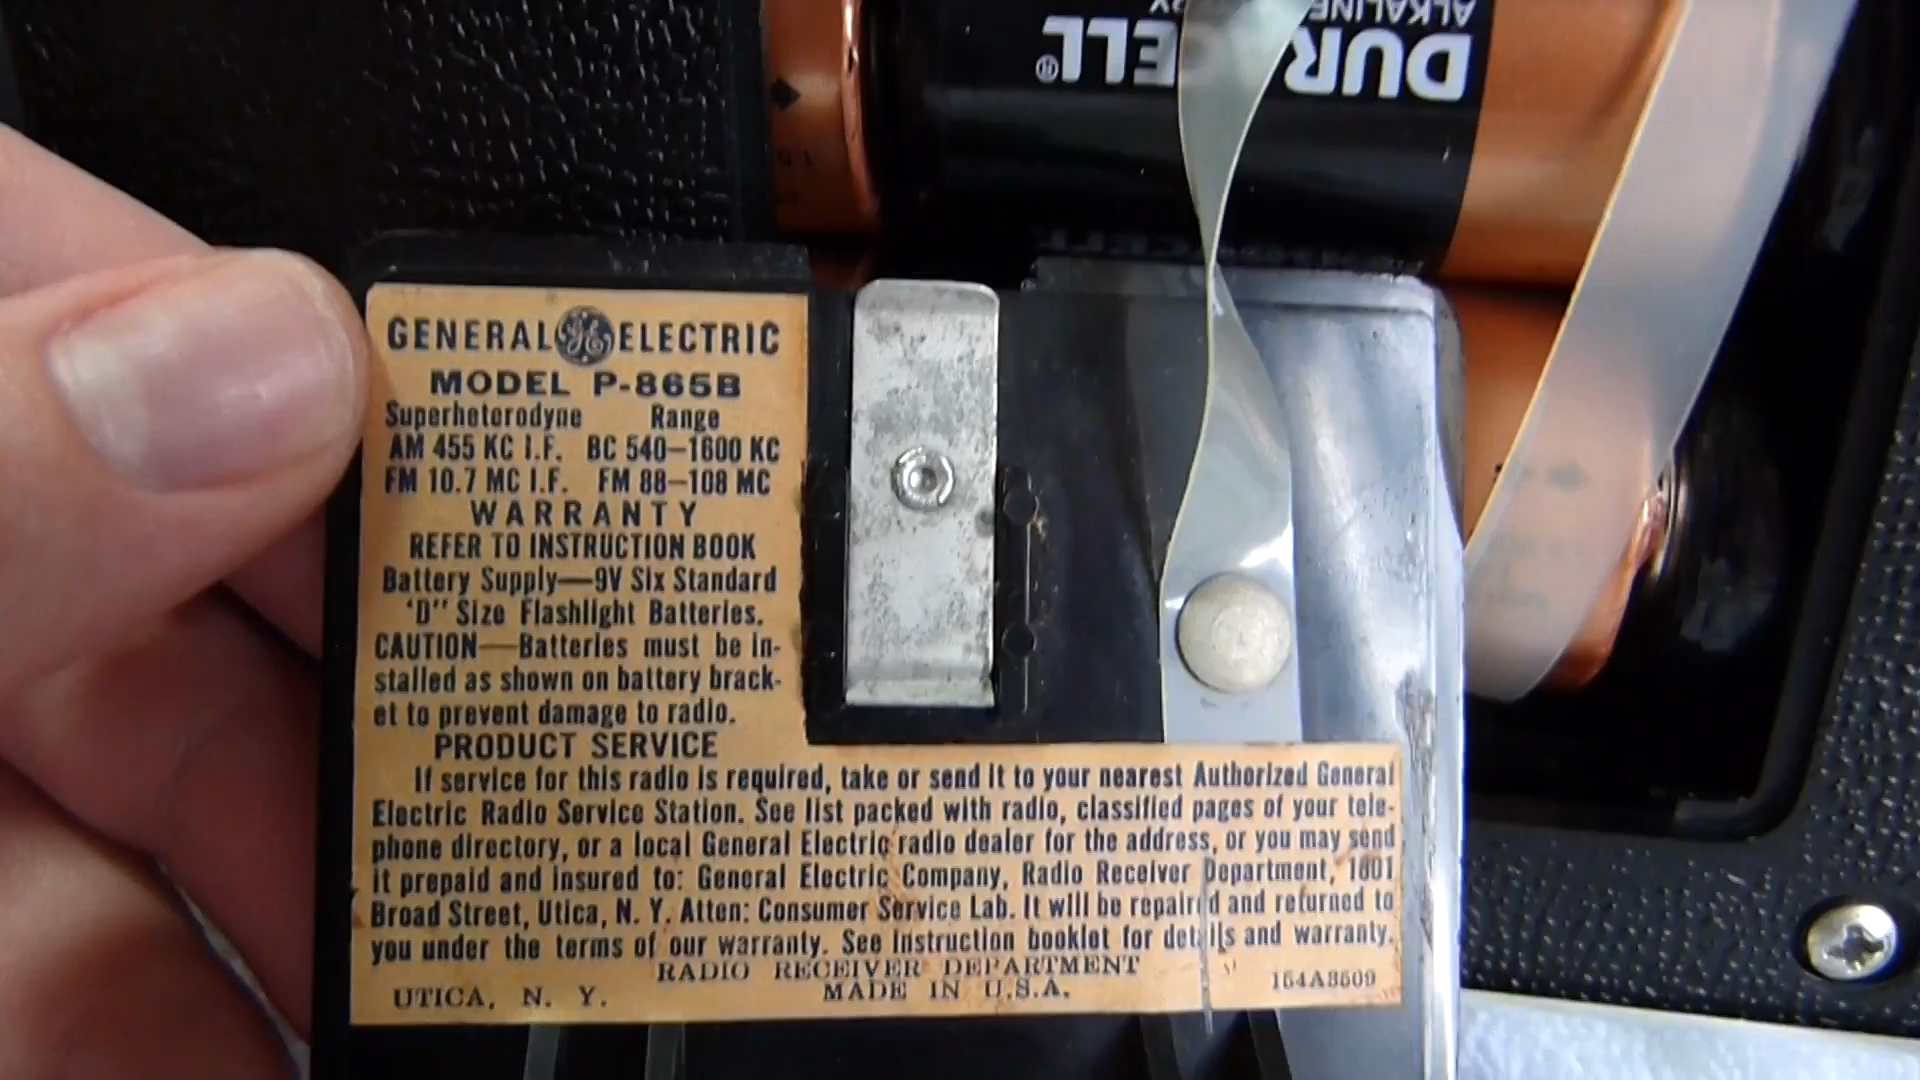 ALKALINE
DURACELL®
GENERAL GE ELECTRIC
MODEL P-865B
Superheterodyne Range
AM 455 KC I.F. BC 540—1600 KC
FM 10.7 MC I.F. FM 88—108 MC
WARRANTY
REFER TO INSTRUCTION BOOK
Battery Supply—9V Six Standard
'D" Size Flashlight Batteries.
CAUTION—Batteries must be in-
stalled as shown on battery brack-
et to prevent damage to radio.
PRODUCT SERVICE
If service for this radio is required, take or send it to your nearest Authorized General
Electric Radio Service Station. See list packed with radio, classified pages of your tele-
phone directory, or a local General Electric radio dealer for the address, or you may send
it prepaid and insured to: General Electric Company, Radio Receiver Department, 1801
Broad Street, Utica, N. Y. Atten: Consumer Service Lab. It will be repaired and returned to
you under the terms of our warranty. See instruction booklet for details and warranty.
RADIO RECEIVER DEPARTMENT
UTICA, N. Y. MADE IN U.S.A. 154A3509